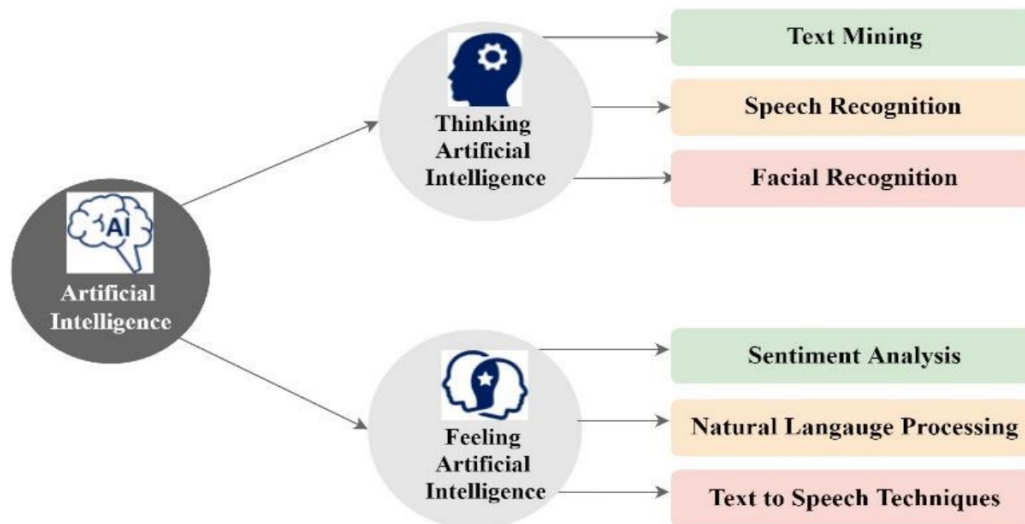 Text Mining
Thinking
Artificial
Intelligence
Speech Recognition
Facial Recognition
AI
Artificial
Intelligence
Feeling
Artificial
Intelligence
Sentiment Analysis
Natural Langauge Processing
Text to Speech Techniques